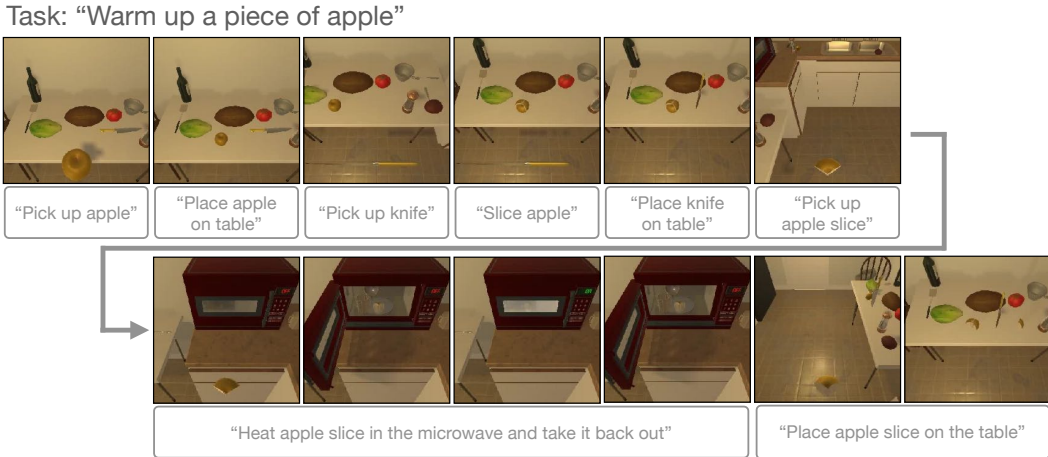 Task: “Warm up a piece of apple”
“Pick up apple”
“Place apple
on table”
“Pick up knife”
“Slice apple”
“Place knife
on table”
“Pick up
apple slice”
“Heat apple slice in the microwave and take it back out”
“Place apple slice on the table”